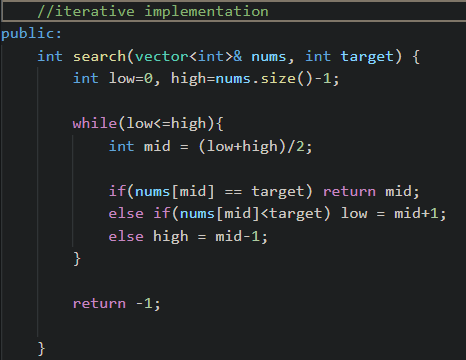 //iterative implementation
public:
int search(vector<int>& nums, int target) {
int low=0, high=nums.size()-1;
while(low<=high){
int mid = (low+high)/2;
if(nums[mid] == target) return mid;
else if(nums[mid]<target) low = mid+1;
else high = mid-1;
}
return -1;
}